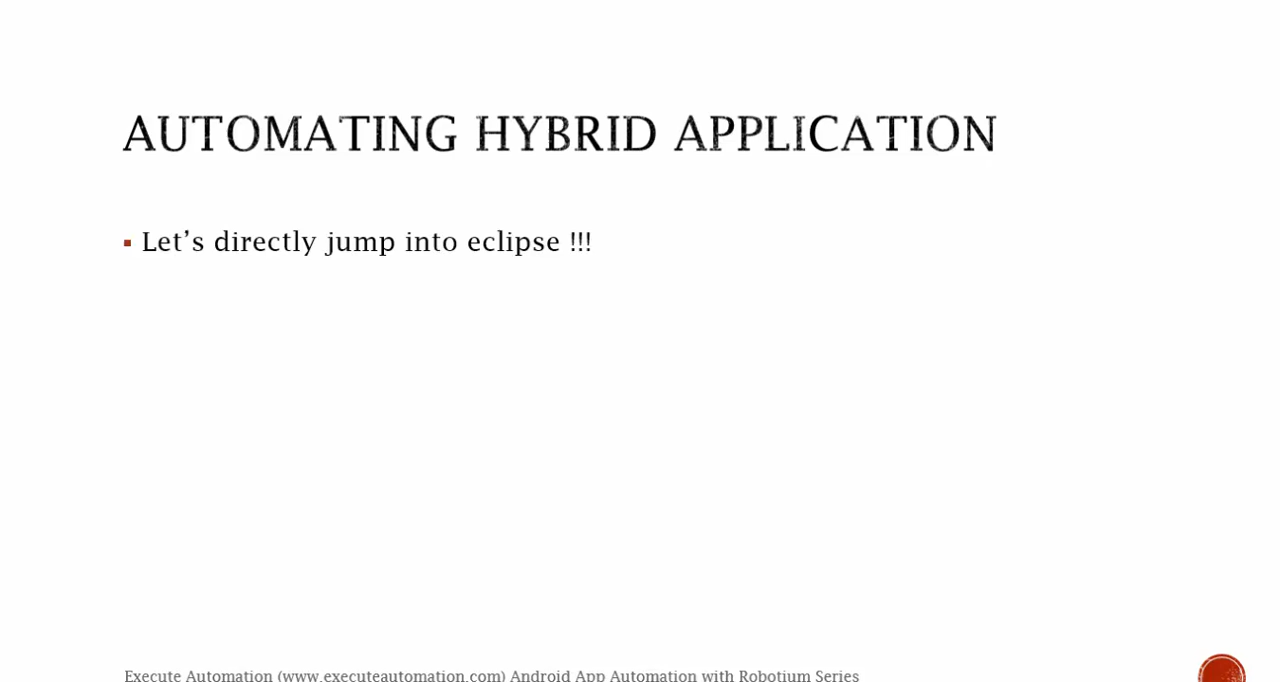 AUTOMATING HYBRID APPLICATION
▪ Let’s directly jump into eclipse !!!
Execute Automation (www.executeautomation.com) Android App Automation with Robotium Series